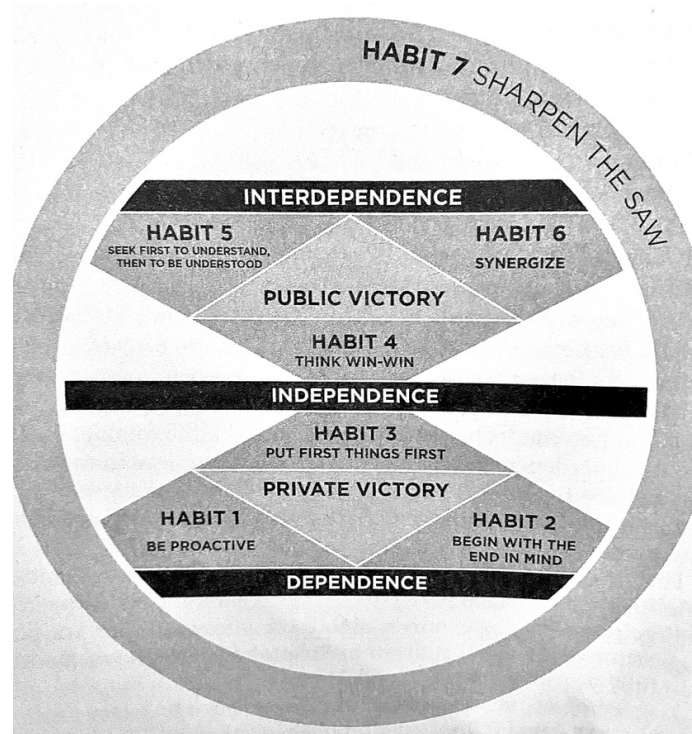 HABIT 7 SHARPEN THE SAW
INTERDEPENDENCE
HABIT 5
SEEK FIRST TO UNDERSTAND,
THEN TO BE UNDERSTOOD
HABIT 6
SYNERGIZE
PUBLIC VICTORY
HABIT 4
THINK WIN-WIN
INDEPENDENCE
HABIT 3
PUT FIRST THINGS FIRST
PRIVATE VICTORY
HABIT 1
BE PROACTIVE
HABIT 2
BEGIN WITH THE
END IN MIND
DEPENDENCE